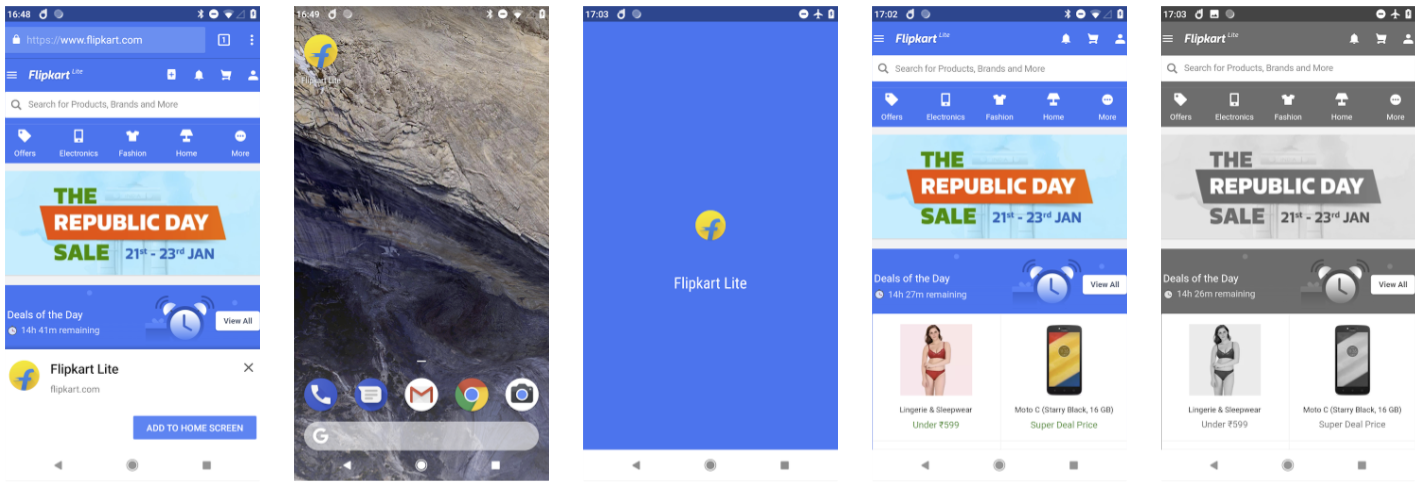 16:48
https://www.flipkart.com
1
Flipkart Lite
Search for Products, Brands and More
Offers Electronics Fashion Home More
THE
REPUBLIC DAY
SALE 21st - 23rd JAN
Deals of the Day
14h 41m remaining
View All
Flipkart Lite
flipkart.com
ADD TO HOME SCREEN
16:49
Flipkart Lite
G
17:03
Flipkart Lite
17:02
Flipkart Lite
Search for Products, Brands and More
Offers Electronics Fashion Home More
THE
REPUBLIC DAY
SALE 21st - 23rd JAN
Deals of the Day
14h 27m remaining
View All
Lingerie & Sleepwear
Under ₹599
Moto C (Starry Black, 16 GB)
Super Deal Price
17:03
Flipkart Lite
Search for Products, Brands and More
Offers Electronics Fashion Home More
THE
REPUBLIC DAY
SALE 21st - 23rd JAN
Deals of the Day
14h 26m remaining
View All
Lingerie & Sleepwear
Under ₹599
Moto C (Starry Black, 16 GB)
Super Deal Price